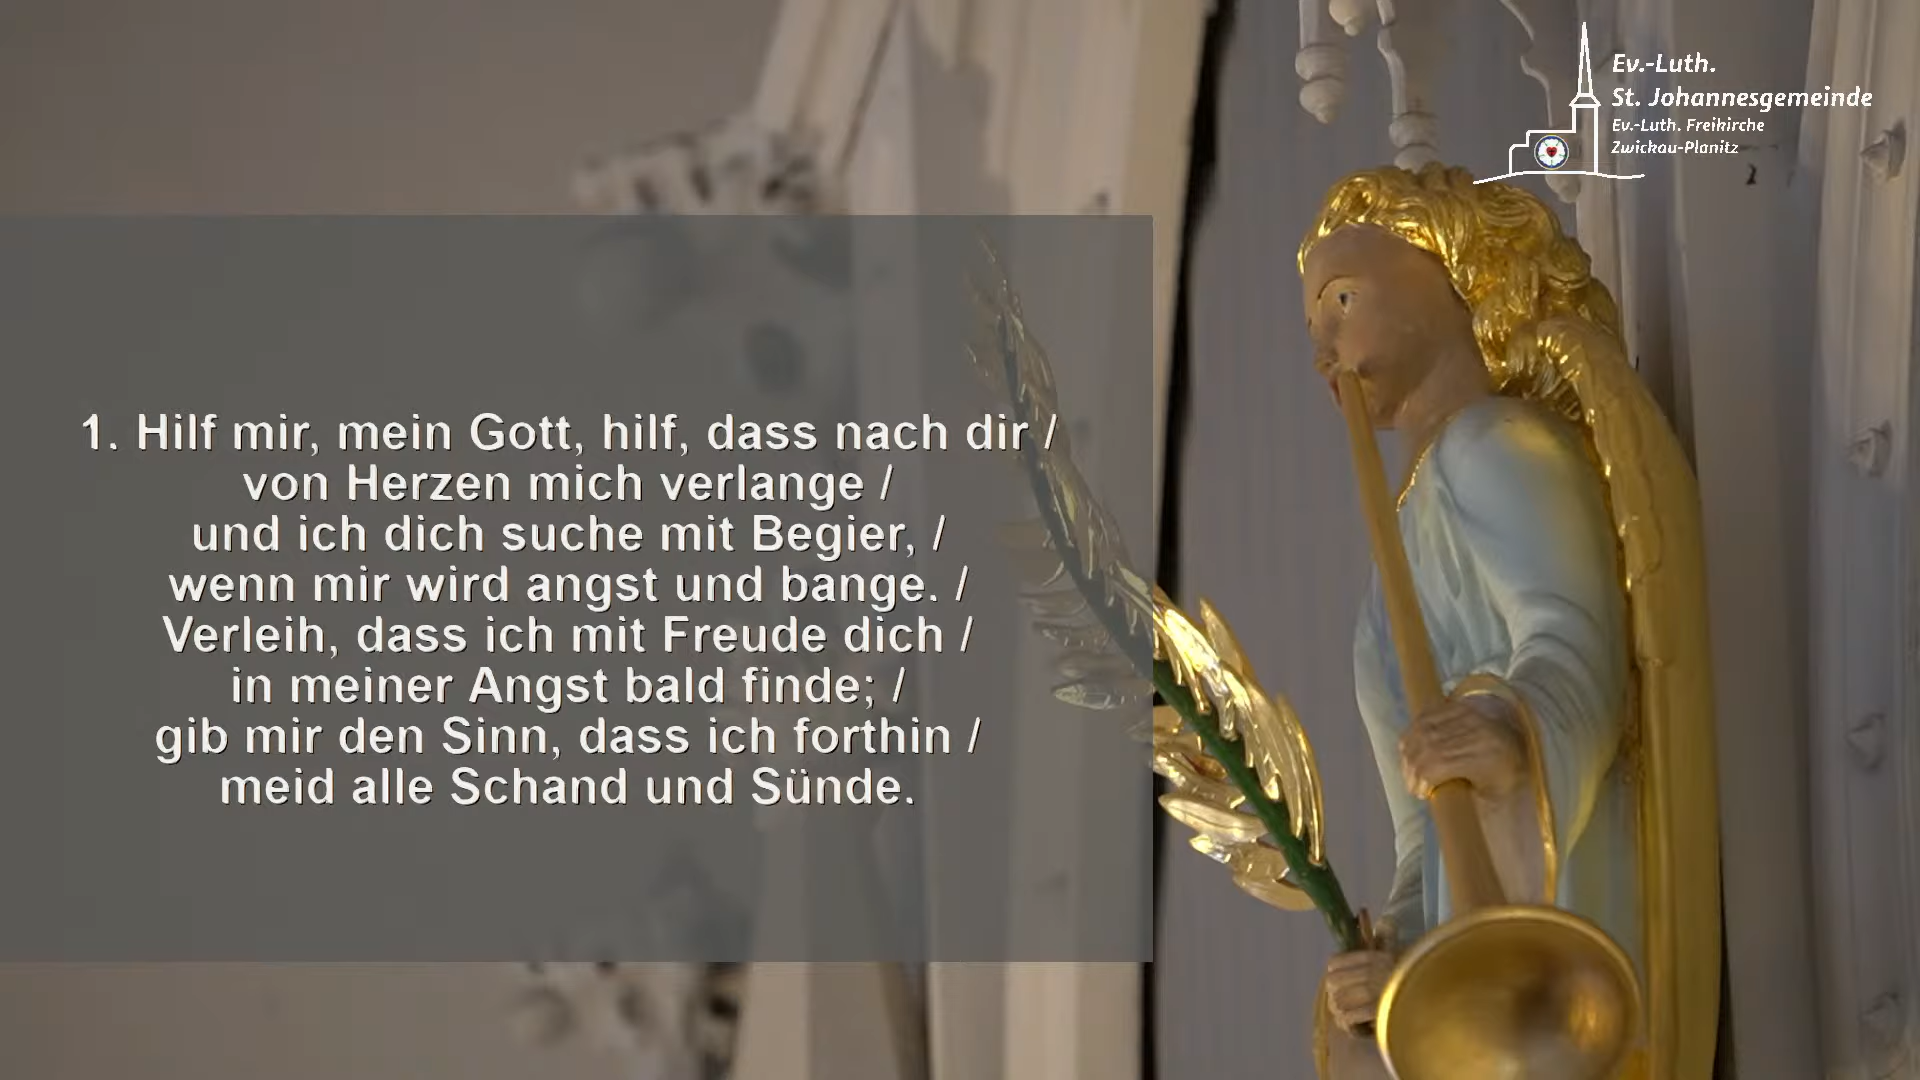 Ev.-Luth.
St. Johannesgemeinde
Ev.-Luth. Freikirche
Zwickau-Planitz
1. Hilf mir, mein Gott, hilf, dass nach dir /
von Herzen mich verlange /
und ich dich suche mit Begier, /
wenn mir wird angst und bange. /
Verleih, dass ich mit Freude dich /
in meiner Angst bald finde; /
gib mir den Sinn, dass ich forthin /
meid alle Schand und Sünde.